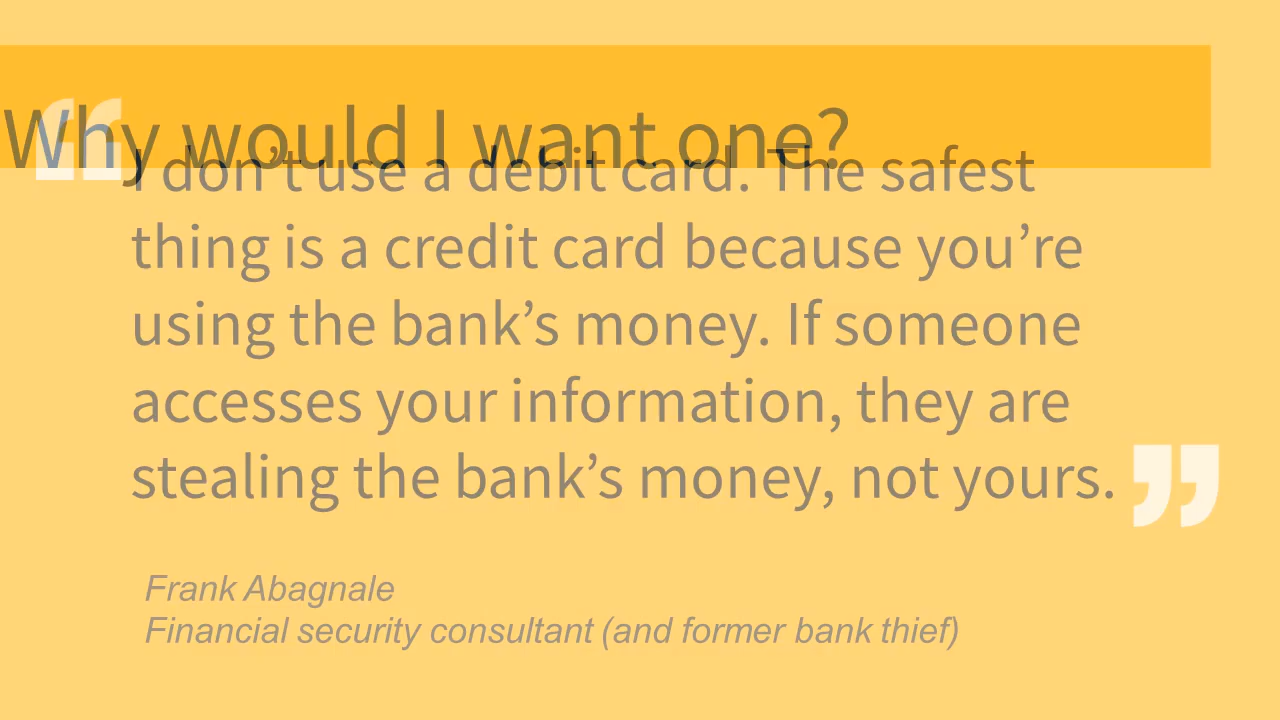 Why would I want one?
“I don’t use a debit card. The safest
thing is a credit card because you’re
using the bank’s money. If someone
accesses your information, they are
stealing the bank’s money, not yours.”
Frank Abagnale
Financial security consultant (and former bank thief)